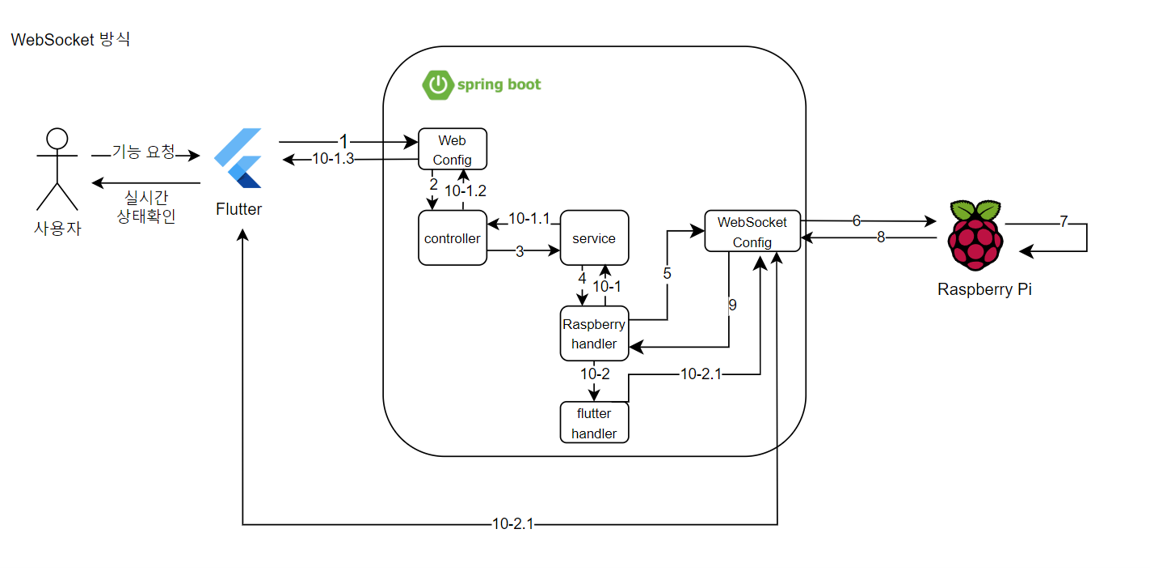 WebSocket 방식
spring boot
기능 요청
실시간
상태확인
사용자
Flutter
1
10-1.3
Web
Config
2
10-1.2
controller
10-1.1
3
service
4
10-1
Raspberry
handler
5
WebSocket
Config
6
8
7
Raspberry Pi
9
10-2
10-2.1
flutter
handler
10-2.1